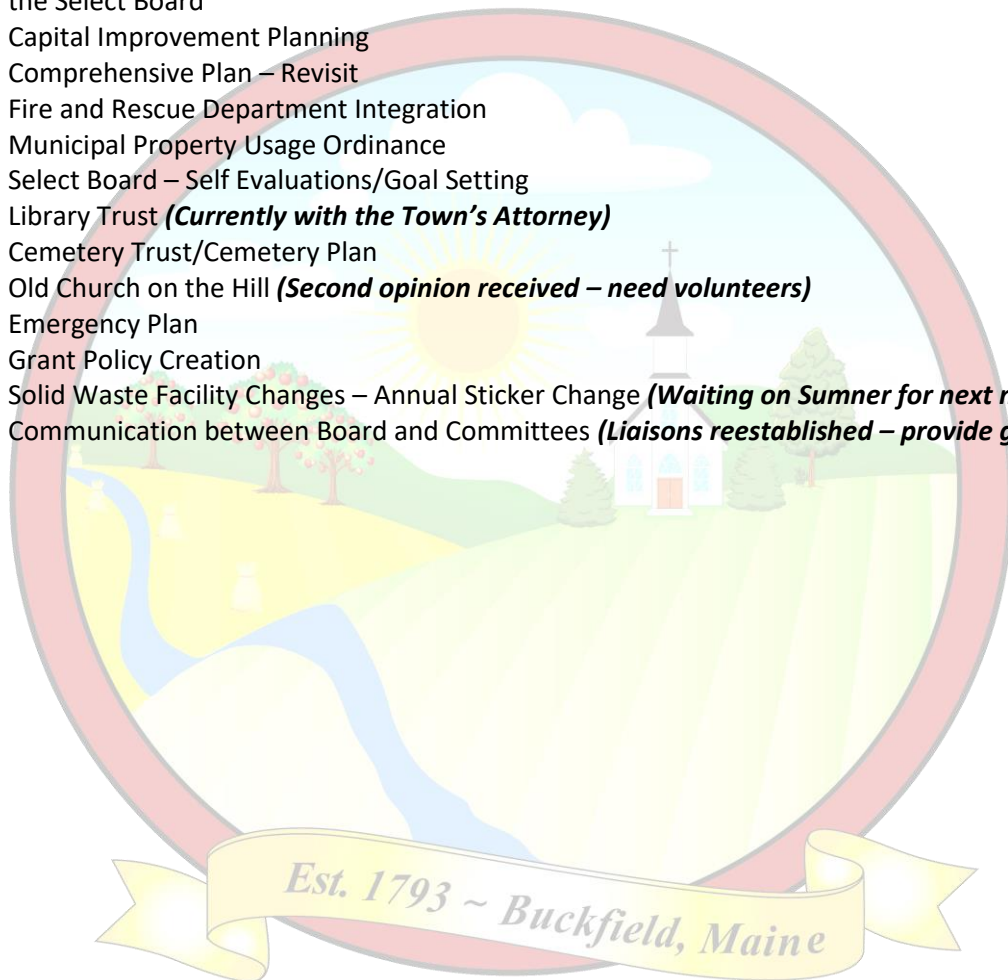 the Select Board
Capital Improvement Planning
Comprehensive Plan – Revisit
Fire and Rescue Department Integration
Municipal Property Usage Ordinance
Select Board – Self Evaluations/Goal Setting
Library Trust (Currently with the Town’s Attorney)
Cemetery Trust/Cemetery Plan
Old Church on the Hill (Second opinion received – need volunteers)
Emergency Plan
Grant Policy Creation
Solid Waste Facility Changes – Annual Sticker Change (Waiting on Sumner for next
Communication between Board and Committees (Liaisons reestablished – provide
Est. 1793 ~ Buckfield, Maine